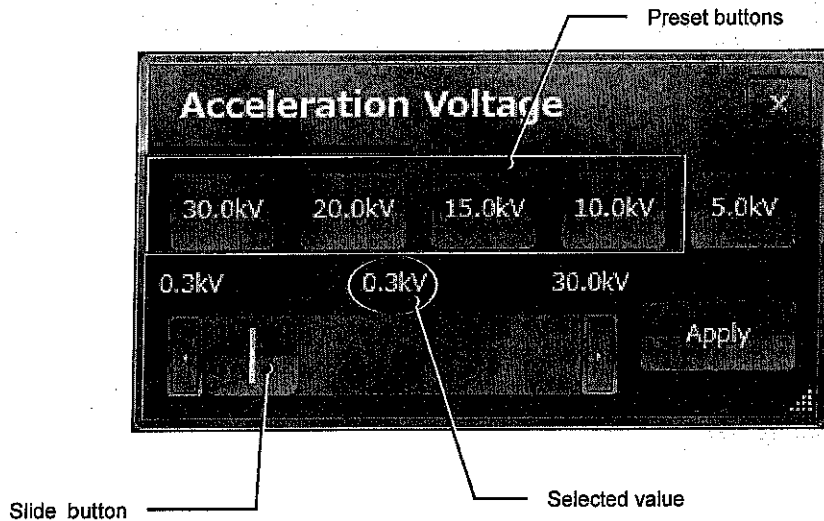 Preset buttons
Acceleration Voltage
30.0kV 20.0kV 15.0kV 10.0kV 5.0kV
0.3kV 0.3kV 30.0kV
Apply
Slide button
Selected value